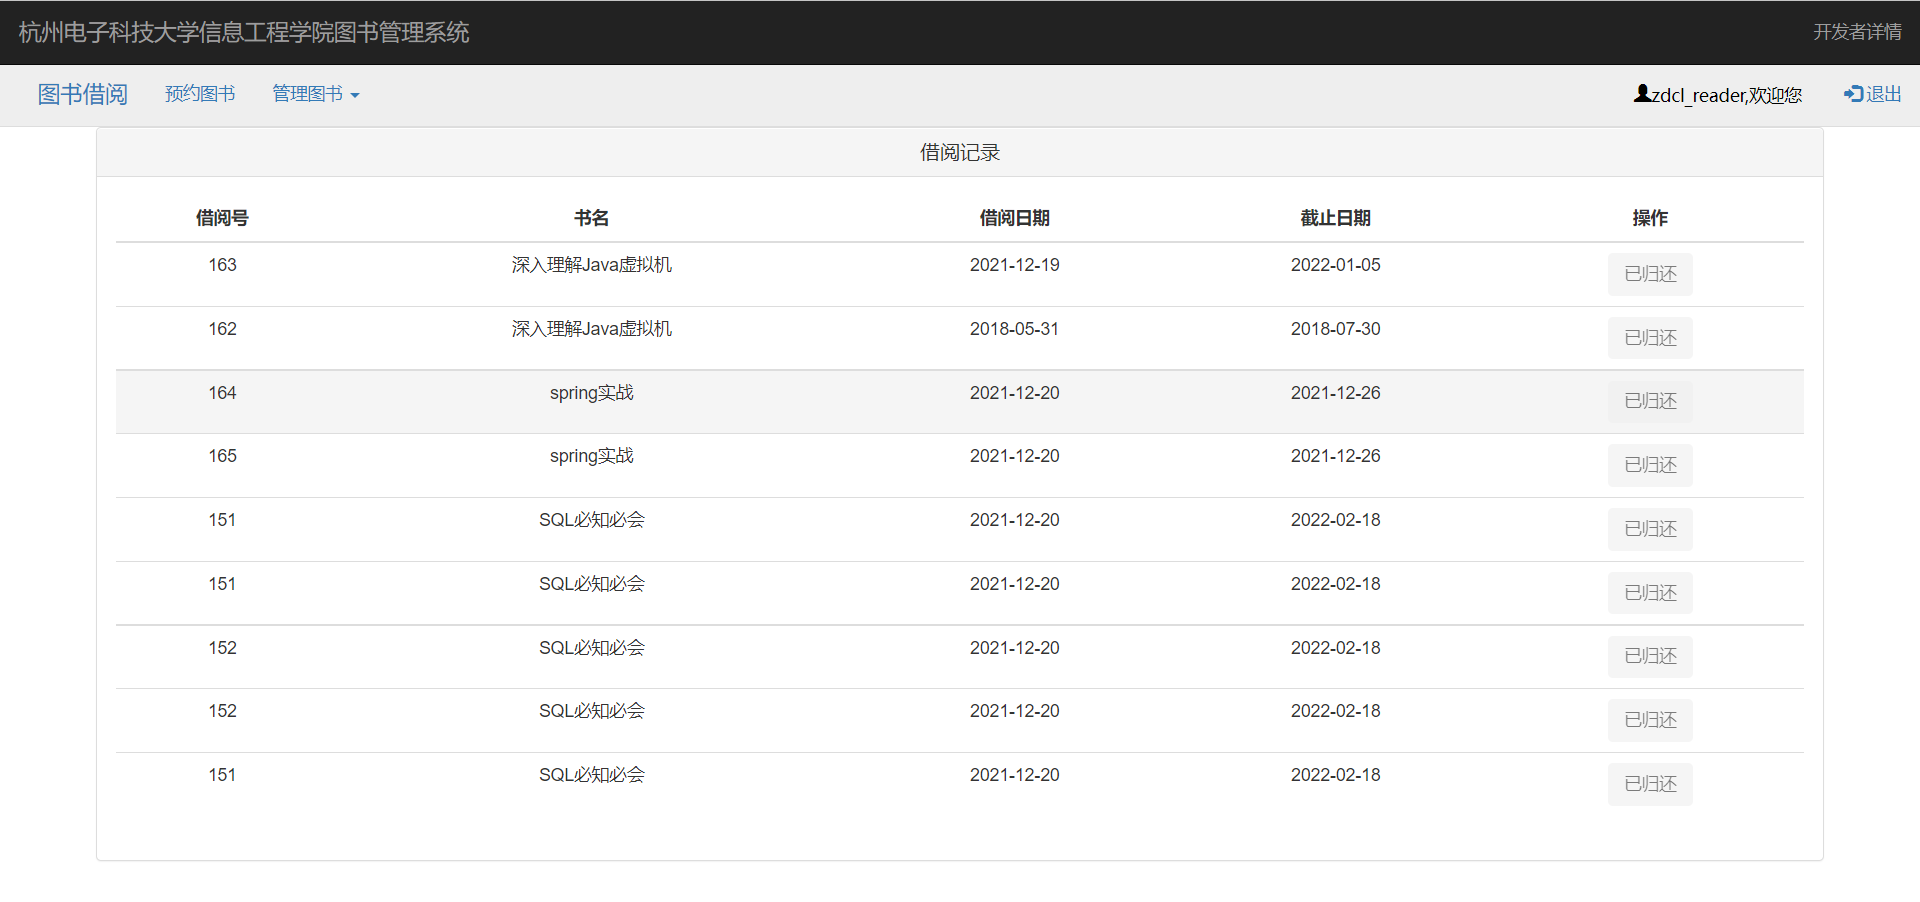 杭州电子科技大学信息工程学院图书管理系统 开发者详情
图书借阅 预约图书 管理图书 zdcl_reader,欢迎您 退出
借阅记录
借阅号 书名 借阅日期 截止日期 操作
163 深入理解Java虚拟机 2021-12-19 2022-01-05 已归还
162 深入理解Java虚拟机 2018-05-31 2018-07-30 已归还
164 spring实战 2021-12-20 2021-12-26 已归还
165 spring实战 2021-12-20 2021-12-26 已归还
151 SQL必知必会 2021-12-20 2022-02-18 已归还
151 SQL必知必会 2021-12-20 2022-02-18 已归还
152 SQL必知必会 2021-12-20 2022-02-18 已归还
152 SQL必知必会 2021-12-20 2022-02-18 已归还
151 SQL必知必会 2021-12-20 2022-02-18 已归还